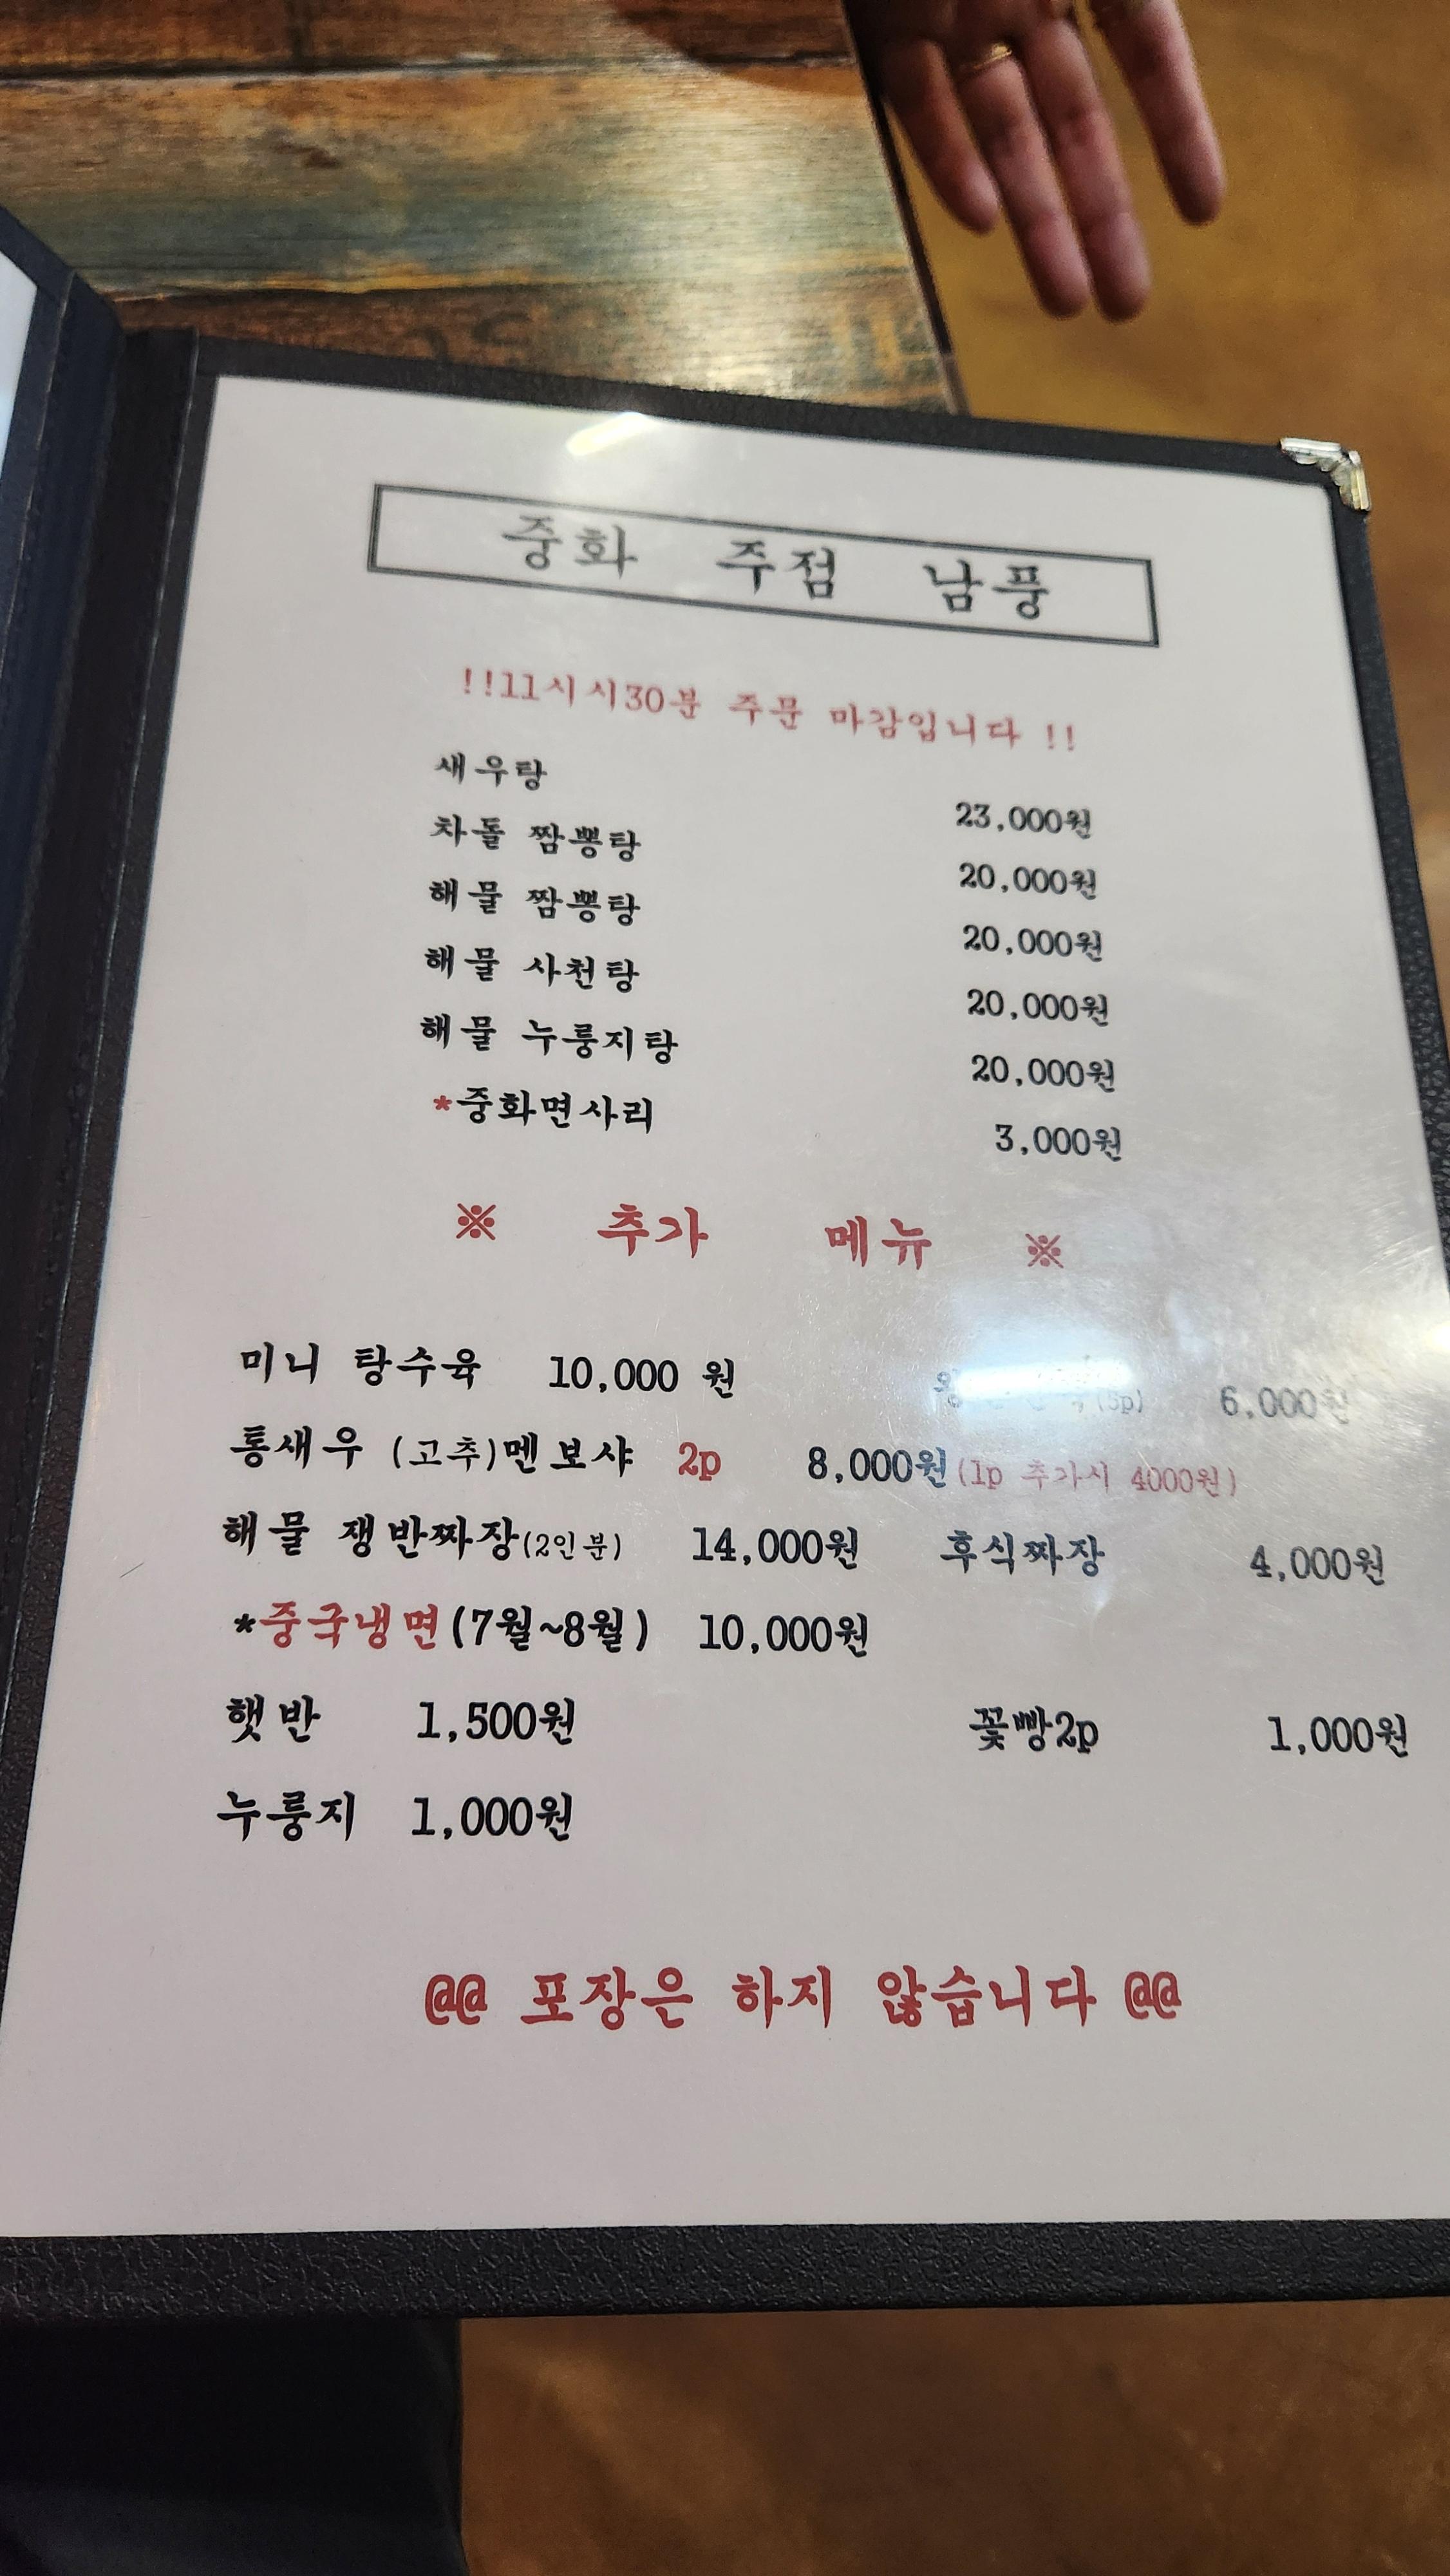 중화 주점 남풍
!!11시시30분 주문 마감입니다 !!
새우탕 23,000원
차돌 짬뽕탕 20,000원
해물 짬뽕탕 20,000원
해물 사천탕 20,000원
해물 누룽지탕 20,000원
*중화면사리 3,000원
※ 추가 메뉴 ※
미니 탕수육 10,000 원 (5p) 6,000원
통새우 (고추)멘보샤 2p 8,000원(1p 추가시 4000원)
해물 쟁반짜장(2인분) 14,000원 후식짜장 4,000원
*중국냉면(7월~8월) 10,000원
햇반 1,500원 꽃빵2p 1,000원
누룽지 1,000원
@@ 포장은 하지 않습니다 @@